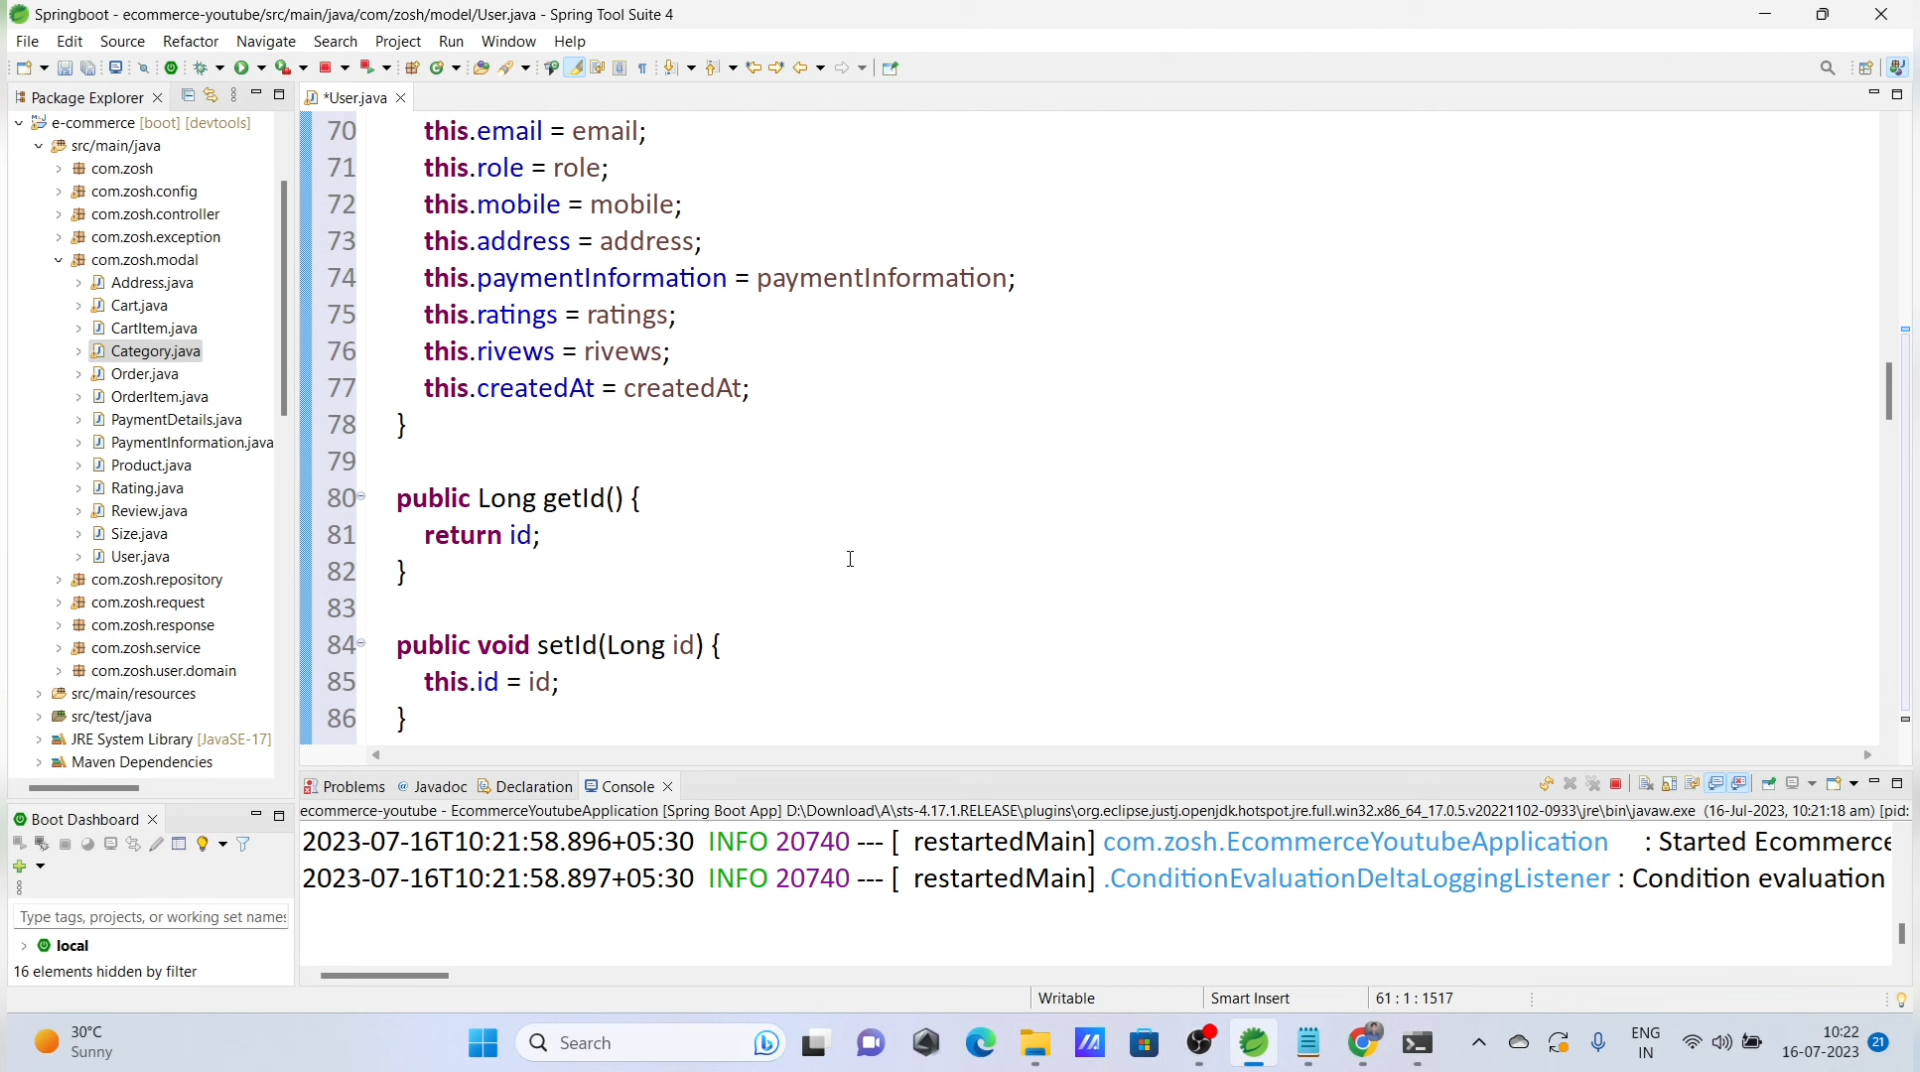 Springboot - ecommerce-youtube/src/main/java/com/zosh/model/User.java - Spring Tool Suite 4
File Edit Source Refactor Navigate Search Project Run Window Help
Package Explorer
*User.java
e-commerce [boot] [devtools]
src/main/java
com.zosh
com.zosh.config
com.zosh.controller
com.zosh.exception
com.zosh.modal
Address.java
Cart.java
CartItem.java
Category.java
Order.java
OrderItem.java
PaymentDetails.java
PaymentInformation.java
Product.java
Rating.java
Review.java
Size.java
User.java
com.zosh.repository
com.zosh.request
com.zosh.response
com.zosh.service
com.zosh.user.domain
src/main/resources
src/test/java
JRE System Library [JavaSE-17]
Maven Dependencies
70 this.email = email;
71 this.role = role;
72 this.mobile = mobile;
73 this.address = address;
74 this.paymentInformation = paymentInformation;
75 this.ratings = ratings;
76 this.rivews = rivews;
77 this.createdAt = createdAt;
78 }
79
80 public Long getId() {
81 return id;
82 }
83
84 public void setId(Long id) {
85 this.id = id;
86 }
Boot Dashboard
Type tags, projects, or working set names
local
16 elements hidden by filter
Problems Javadoc Declaration Console
ecommerce-youtube - EcommerceYoutubeApplication [Spring Boot App] D:\Download\A\sts-4.17.1.RELEASE\plugins\org.eclipse.justj.openjdk.hotspot.jre.full.win32.x86_64_17.0.5.v20221102-0933\jre\bin\javaw.exe (16-Jul-2023, 10:21:18 am) [pid:
2023-07-16T10:21:58.896+05:30 INFO 20740 --- [ restartedMain] com.zosh.EcommerceYoutubeApplication : Started Ecommerce
2023-07-16T10:21:58.897+05:30 INFO 20740 --- [ restartedMain] .ConditionEvaluationDeltaLoggingListener : Condition evaluation
Writable Smart Insert 61 : 1 : 1517
30°C
Sunny
Search
ENG
IN
10:22
16-07-2023
21